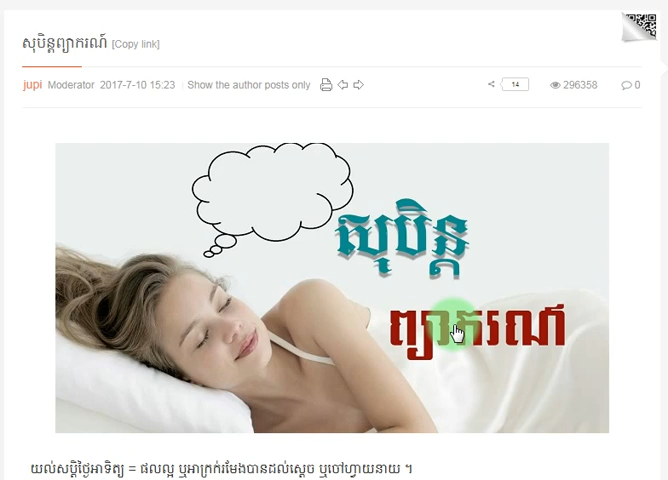 សុបិន្តព្យាករណ៍ [Copy link]
jupi Moderator 2017-7-10 15:23 Show the author posts only 14 296358 0
សុបិន្ត
ព្យាករណ៍
យល់សប្តិថ្ងៃអាទិត្យ = ផលល្អ ឬអាក្រក់រមែងបានដល់ស្តេច ឬចៅហ្វាយនាយ ។